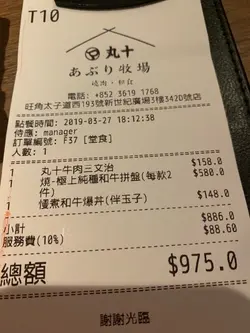 T10
丸十
あぶり牧場
燒肉・和食
電話: +852 3619 1768
旺角太子道西193號新世紀廣場3樓342D號店
點餐時間: 2019-03-27 18:12:38
侍應: manager
訂單編號: F37 [堂食]
人數: 1
1 丸十牛肉三文治 $158.0
1 燒-極上純種和牛拼盤(每款2件) $580.0
1 慢煮和牛爆丼(伴玉子) $148.0
小計 $886.0
服務費(10%) $88.60
總額 $975.0
謝謝光臨